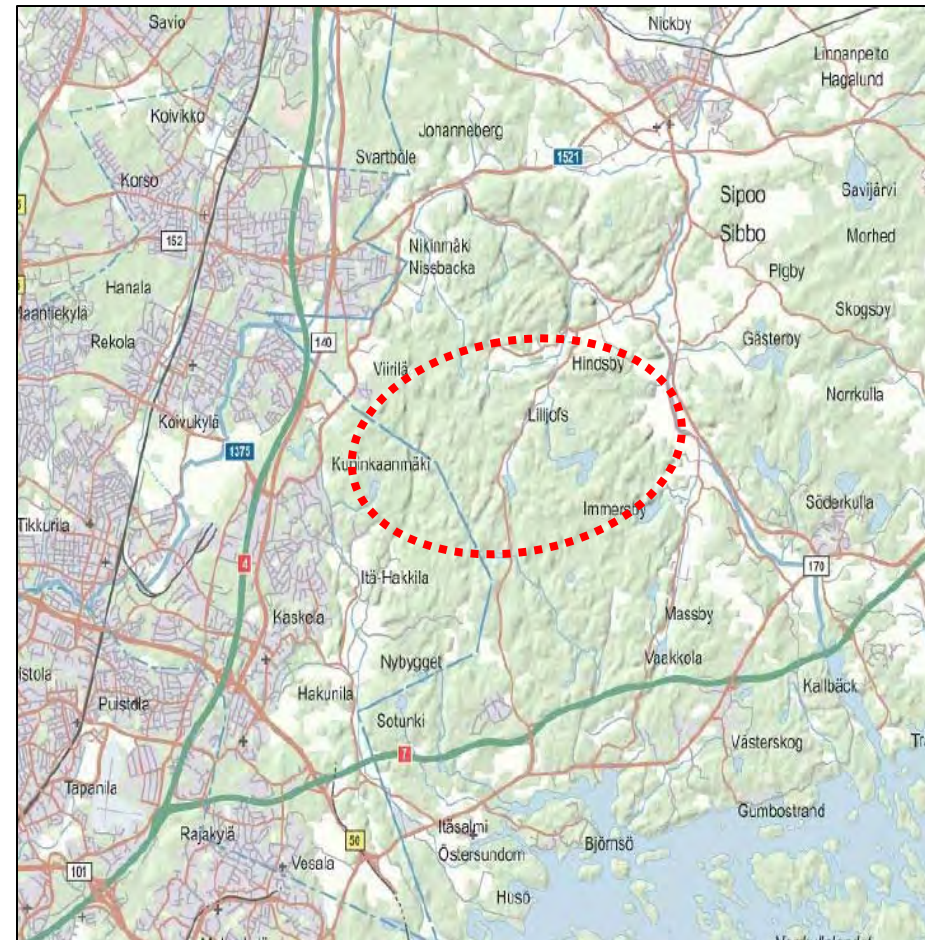 Savio
Nickby
Linnanpelto
Hagalund
Koivikko
Johanneberg
Svartböle
1521
Korso
Sipoo
Savijärvi
Sibbo
152
Nikinmäki
Morhed
Nissbacka
Pigby
Hanala
Maantiekylä
Skogsby
Rekola
140
Gästerby
Viirilä
Hindsby
Norrkulla
Liljofs
Koivukylä
1375
Kuninkaanmäki
Immersby
Söderkulla
Tikkurila
4
Itä-Hakkila
170
Kaskela
Massby
Nybygget
Vaakkola
Hakunila
Kallbäck
Puistola
Sotunki
7
Västerskog
Tapanila
Gumbostrand
Rajakylä
Itäsalmi
50
Björnsö
Östersundom
Vesala
101
Husö